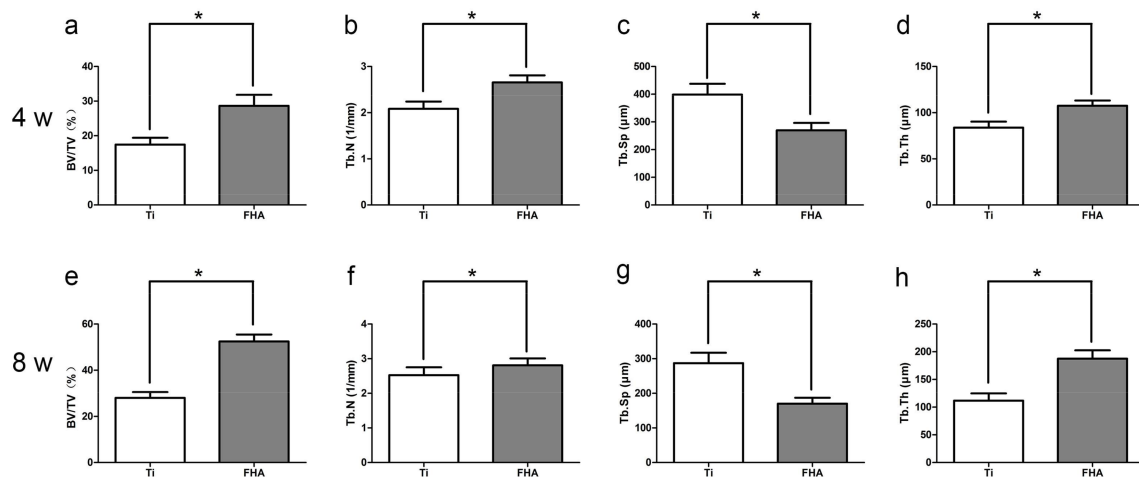 a b c d
* * * *
4 w
BV/TV (%)
40
30
20
10
0
Ti FHA
Tb.N (1/mm)
3
2
1
0
Ti FHA
Tb.Sp (μm)
500
400
300
200
100
0
Ti FHA
Tb.Th (μm)
150
100
50
0
Ti FHA
e f g h
* * * *
8 w
BV/TV (%)
60
40
20
0
Ti FHA
Tb.N (1/mm)
4
3
2
1
0
Ti FHA
Tb.Sp (μm)
400
300
200
100
0
Ti FHA
Tb.Th (μm)
250
200
150
100
50
0
Ti FHA